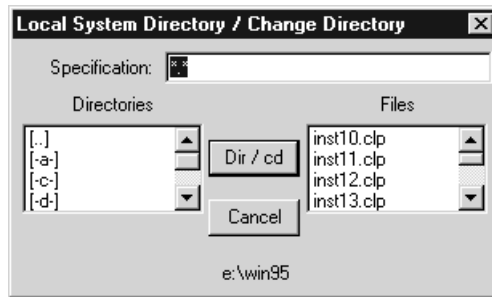 Local System Directory / Change Directory
Specification: *.*
Directories Files
[..]
[-a-]
[-c-]
[-d-]
Dir / cd
Cancel
inst10.clp
inst11.clp
inst12.clp
inst13.clp
e:\win95